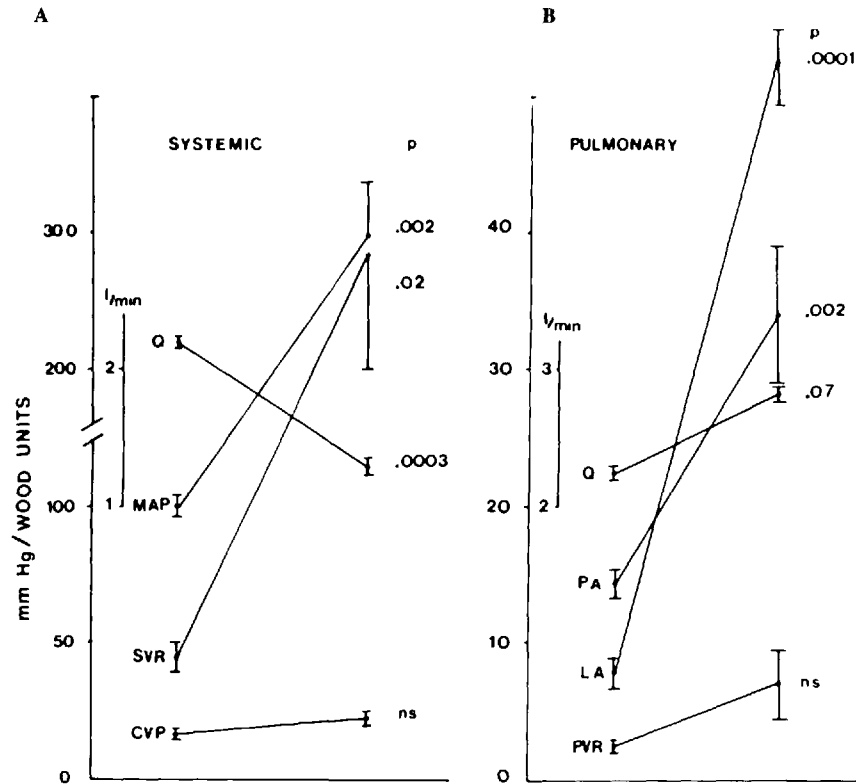 A
SYSTEMIC
p
300
.002
.02
l/min
Q
200
2
.0003
100
1
MAP
mm Hg/WOOD UNITS
50
SVR
CVP
ns
0
B
p
.0001
PULMONARY
40
.002
l/min
30
3
.07
Q
20
2
PA
10
LA
ns
PVR
0